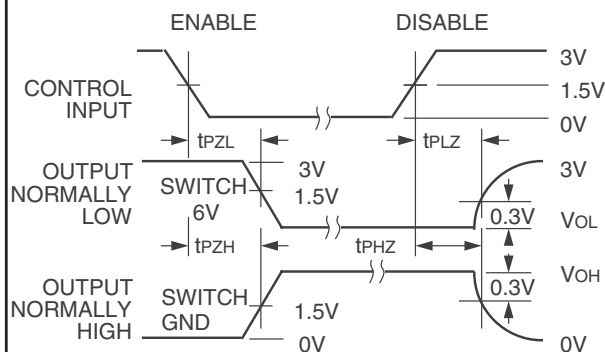 ENABLE DISABLE
3V
CONTROL INPUT 1.5V
0V
tPZL tPLZ
OUTPUT NORMALLY LOW
SWITCH 6V
3V
1.5V
3V
0.3V VOL
tPZH tPHZ
OUTPUT NORMALLY HIGH
SWITCH GND
1.5V
0V
VOH
0.3V
0V